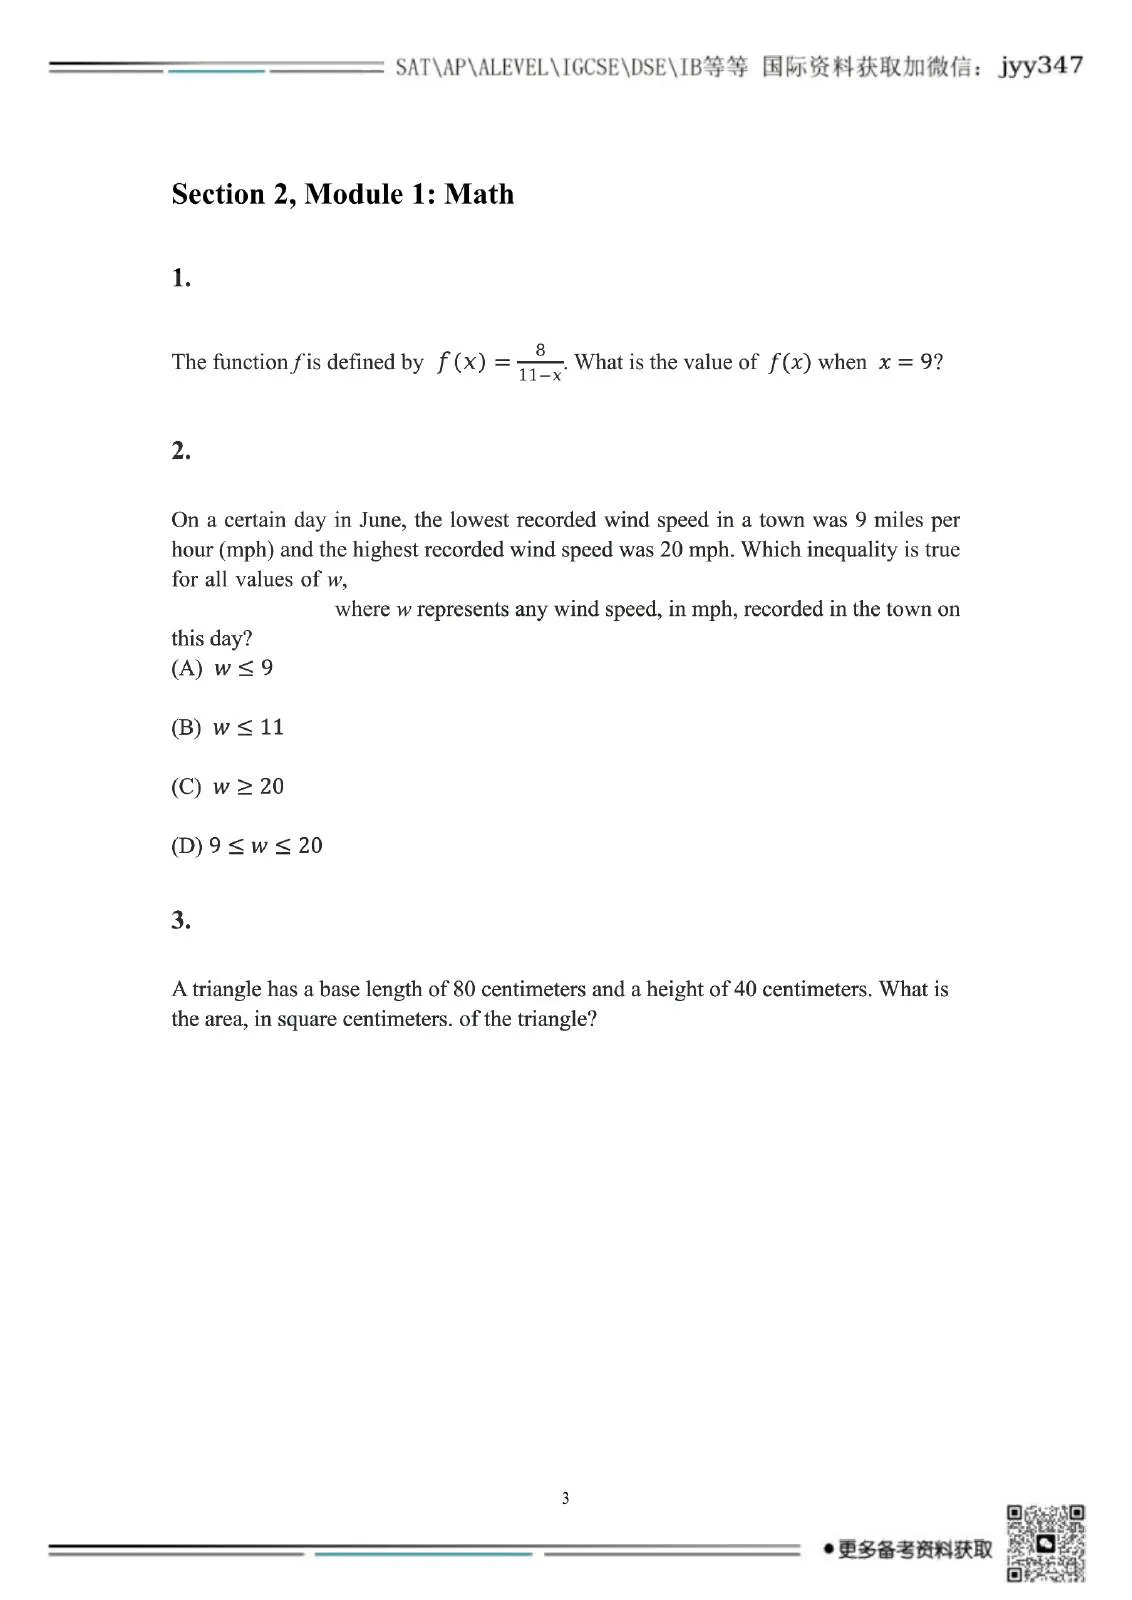 SAT\AP\ALEVEL\IGCSE\DSE\IB等等 国际资料获取加微信：jyy347
Section 2, Module 1: Math
1.
The function f is defined by f(x) = 8/(11−x). What is the value of f(x) when x = 9?
2.
On a certain day in June, the lowest recorded wind speed in a town was 9 miles per
hour (mph) and the highest recorded wind speed was 20 mph. Which inequality is true
for all values of w,
where w represents any wind speed, in mph, recorded in the town on
this day?
(A) w ≤ 9
(B) w ≤ 11
(C) w ≥ 20
(D) 9 ≤ w ≤ 20
3.
A triangle has a base length of 80 centimeters and a height of 40 centimeters. What is
the area, in square centimeters. of the triangle?
3
●更多备考资料获取